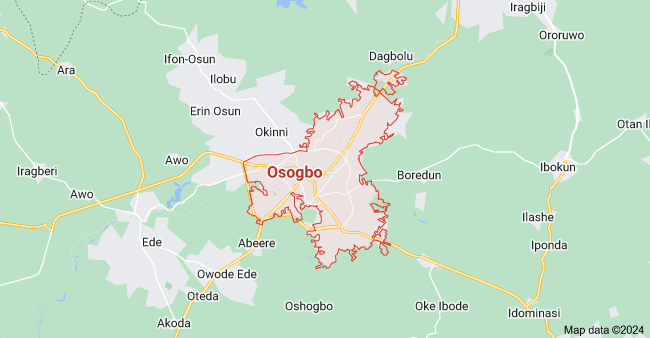 Iragbiji
Ororuwo
Dagbolu
Ifon-Osun
Ara
Ilobu
Erin Osun
Okinni
Otan I
Awo
Iragberi
Osogbo
Boredun
Ibokun
Awo
Ilashe
Ede
Abeere
Iponda
Owode Ede
Oteda
Oshogbo
Oke Ibode
Idominasi
Akoda
Map data ©2024